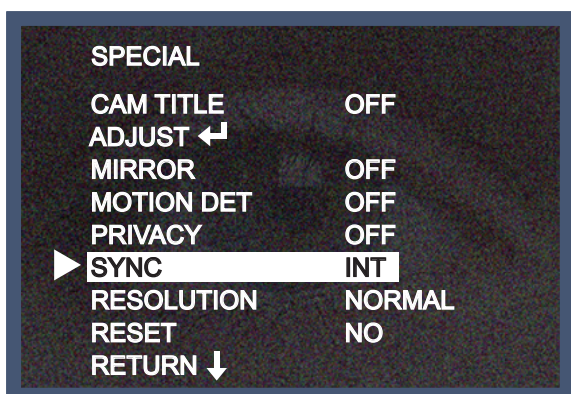 SPECIAL
CAM TITLE OFF
ADJUST ↵
MIRROR OFF
MOTION DET OFF
PRIVACY OFF
SYNC INT
RESOLUTION NORMAL
RESET NO
RETURN ↓